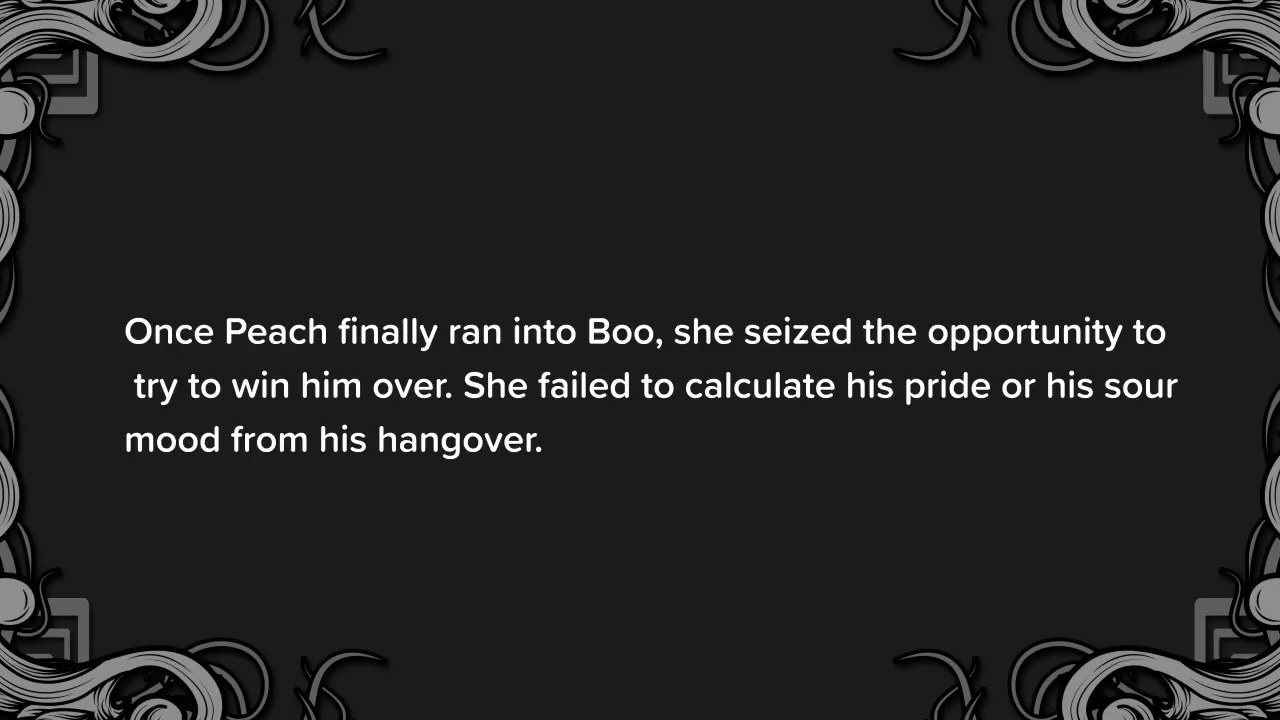 Once Peach finally ran into Boo, she seized the opportunity to
try to win him over. She failed to calculate his pride or his sour
mood from his hangover.